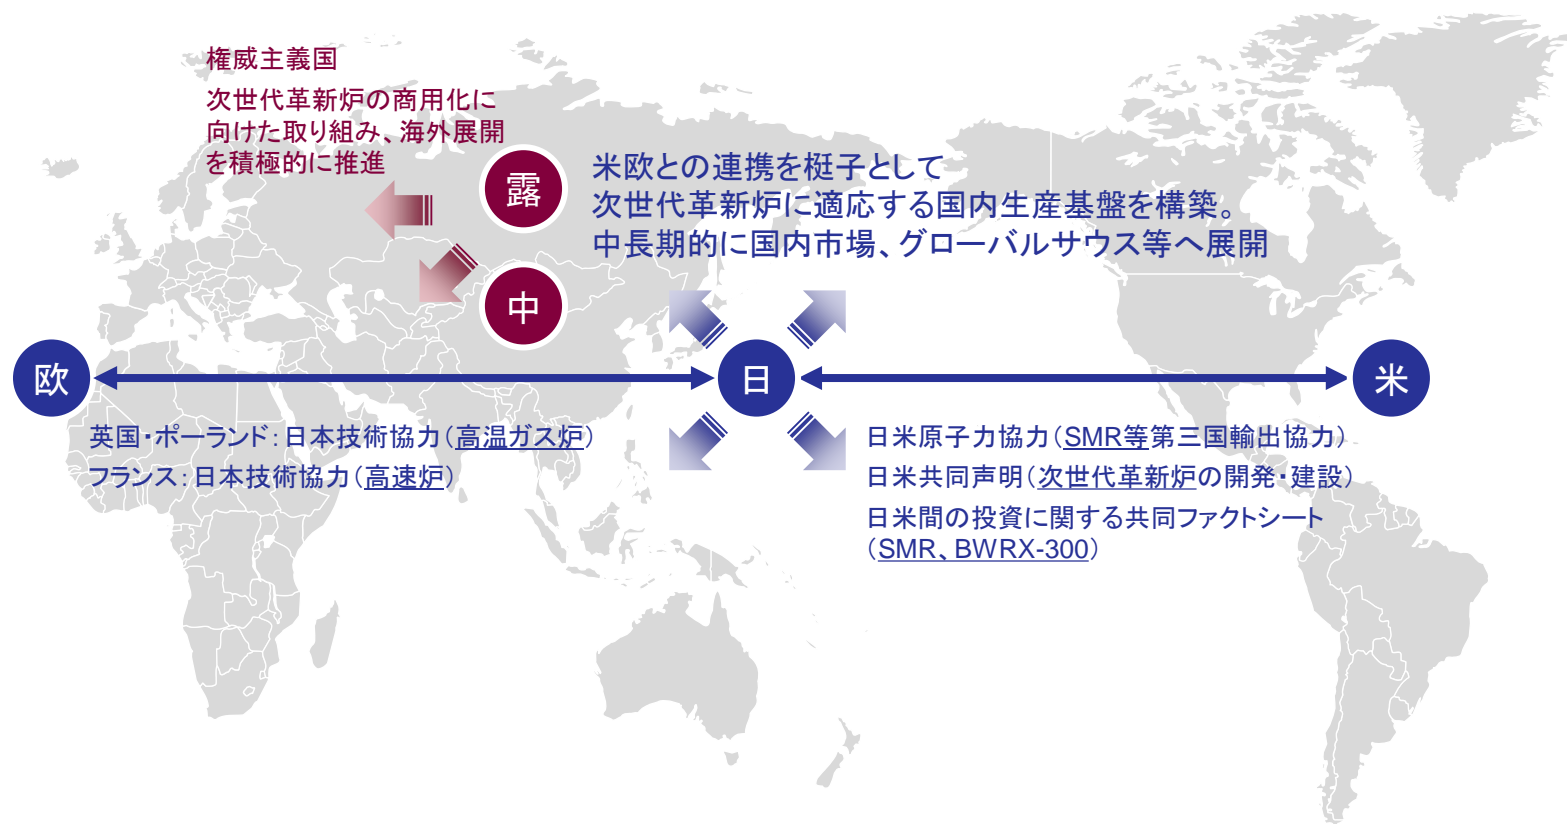 権威主義国
次世代革新炉の商用化に
向けた取り組み、海外展開
を積極的に推進
露
中
米欧との連携を梃子として
次世代革新炉に適応する国内生産基盤を構築。
中長期的に国内市場、グローバルサウス等へ展開
欧
日
米
英国・ポーランド：日本技術協力（高温ガス炉）
フランス：日本技術協力（高速炉）
日米原子力協力（SMR等第三国輸出協力）
日米共同声明（次世代革新炉の開発・建設）
日米間の投資に関する共同ファクトシート
（SMR、BWRX-300）